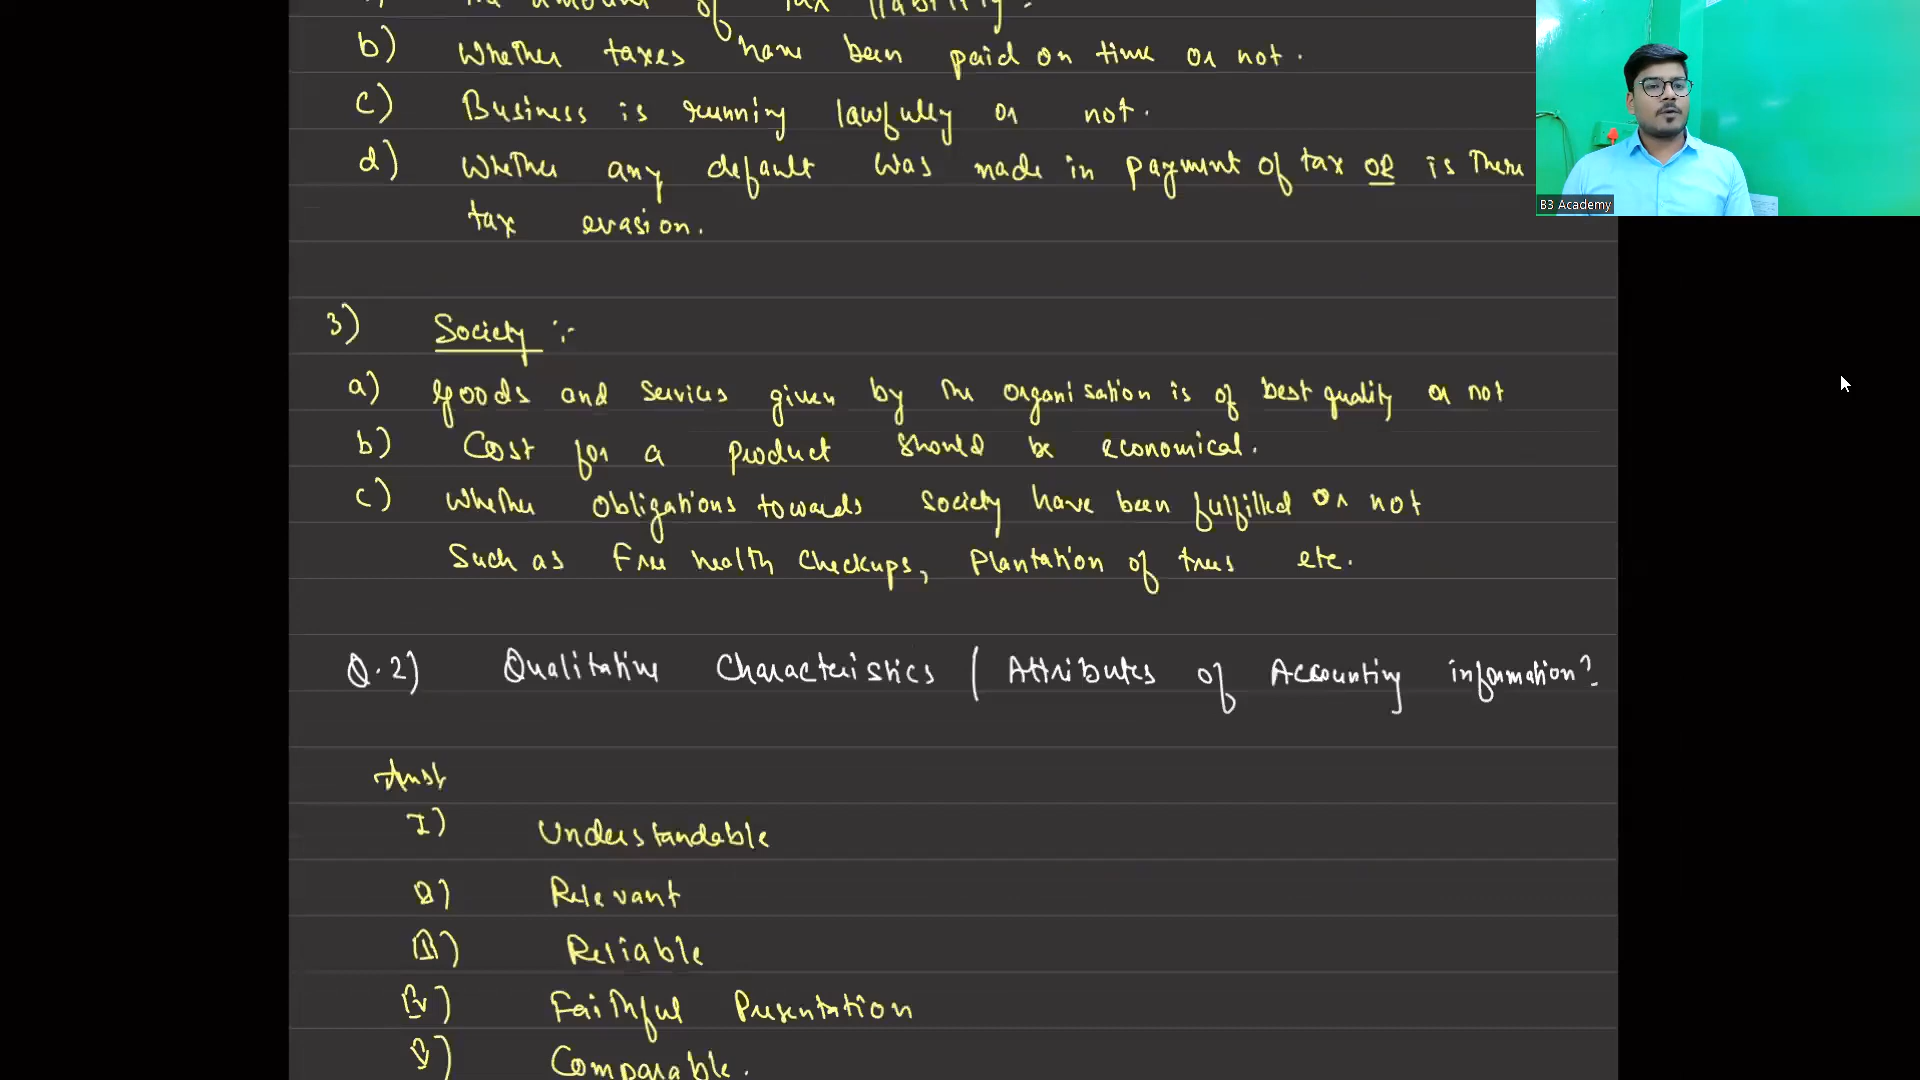 amount of tax liability.
b) Whether taxes have been paid on time or not.
c) Business is running lawfully or not.
d) Whether any default was made in payment of tax OR is there
tax evasion.
B3 Academy
3) Society :-
a) goods and services given by the organisation is of best quality or not
b) Cost for a product should be economical.
c) Whether obligations towards society have been fulfilled or not
Such as Free health checkups, Plantation of trees etc.
Q.2) Qualitative Characteristics / Attributes of Accounting information?
I) Understandable
II) Relevant
III) Reliable
IV) Faithful Presentation
V) Comparable.